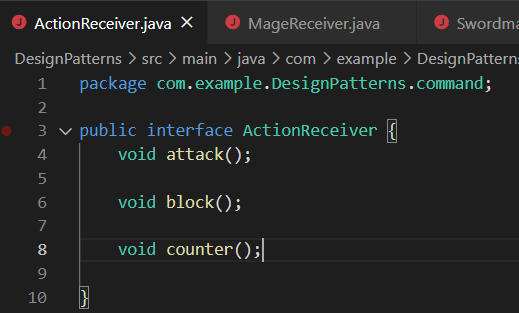 ActionReceiver.java MageReceiver.java Swordma
DesignPatterns > src > main > java > com > example > DesignPatterns
1 package com.example.DesignPatterns.command;
2
3 public interface ActionReceiver {
4 void attack();
5
6 void block();
7
8 void counter();
9
10 }